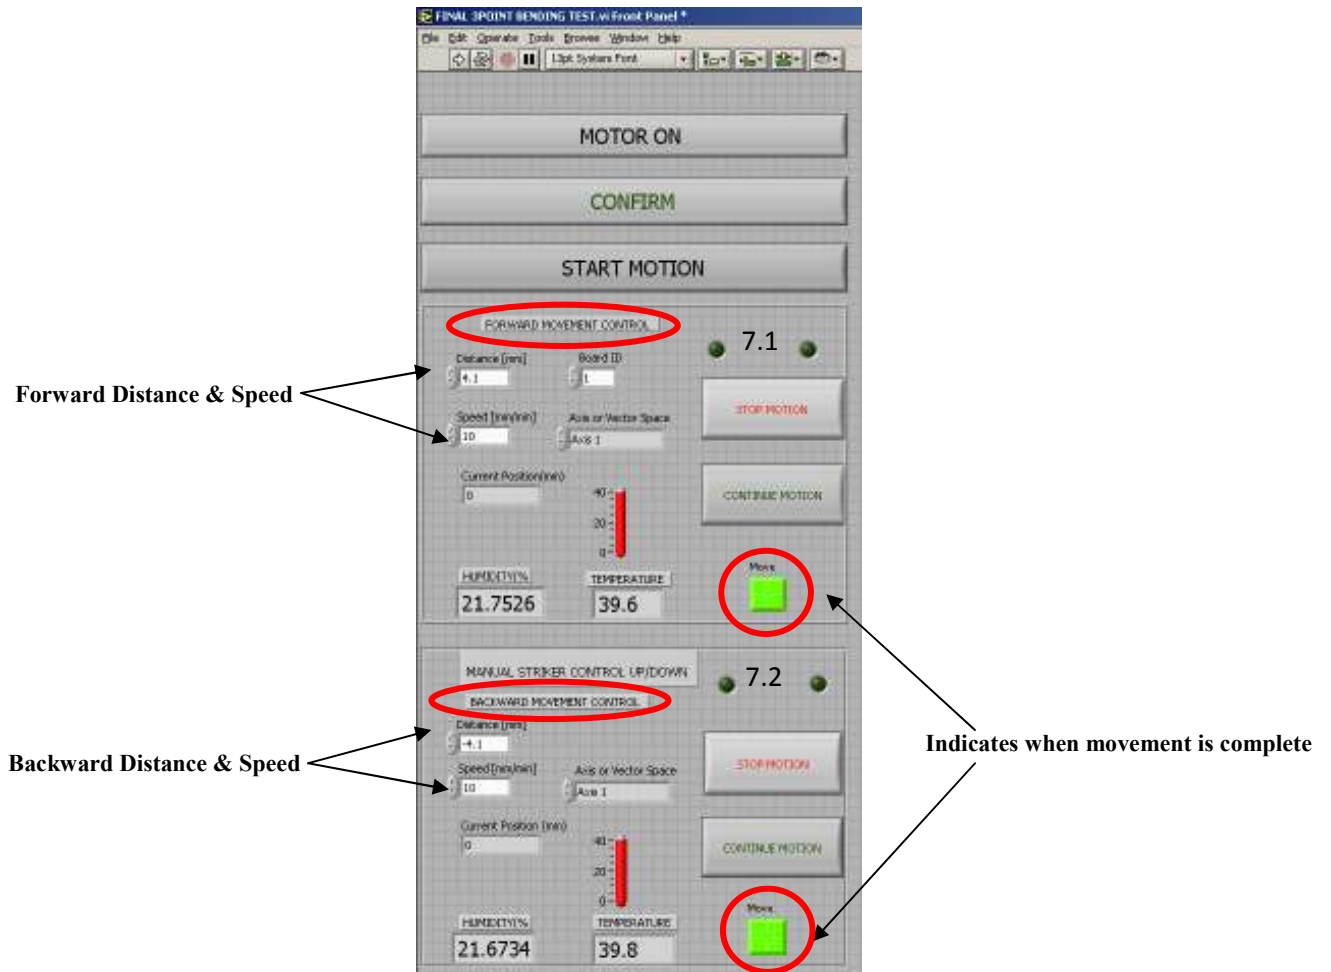 FINAL 3POINT BENDING TEST.vi Front Panel *
File Edit Operate Tools Browse Window Help
13pt System Font
MOTOR ON
CONFIRM
START MOTION
FORWARD MOVEMENT CONTROL
7.1
Distance [mm]
Board ID
4.1
1
Forward Distance & Speed
STOP MOTION
Speed [mm/min]
Axis or Vector Space
10
Axis 1
Current Position(mm)
0
40
20
0
CONTINUE MOTION
Move
HUMIDITY(%
TEMPERATURE
21.7526
39.6
MANUAL STRIKER CONTROL UP/DOWN
7.2
BACKWARD MOVEMENT CONTROL
Distance [mm]
-4.1
Indicates when movement is complete
Backward Distance & Speed
STOP MOTION
Speed[mm/min]
Axis or Vector Space
10
Axis 1
Current Position (mm)
0
40
20
0
CONTINUE MOTION
Move
HUMIDITY(%
TEMPERATURE
21.6734
39.8